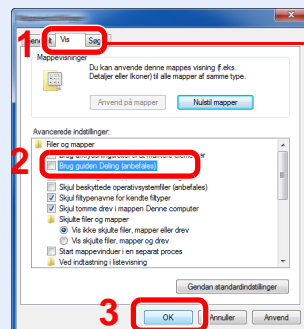 1
Vis
Mappevisninger
Du kan anvende denne mappes visning (f.eks.
Detaljer eller Ikoner) til alle mapper af samme type.
Anvend på mapper
Nulstil mapper
Avancerede indstillinger:
Filer og mapper
2
Brug guiden Deling (anbefales)
Skjul beskyttede operativsystemfiler (anbefales)
Skjul filtypenavne for kendte filtyper
Skjul tomme drev i mappen Denne computer
Skjulte filer og mapper
Vis ikke skjulte filer, mapper eller drev
Vis skjulte filer, mapper og drev
Start mappevinduer i en separat proces
Ved indtastning i listevisning
Gendan standardindstillinger
3
OK
Annuller
Anvend